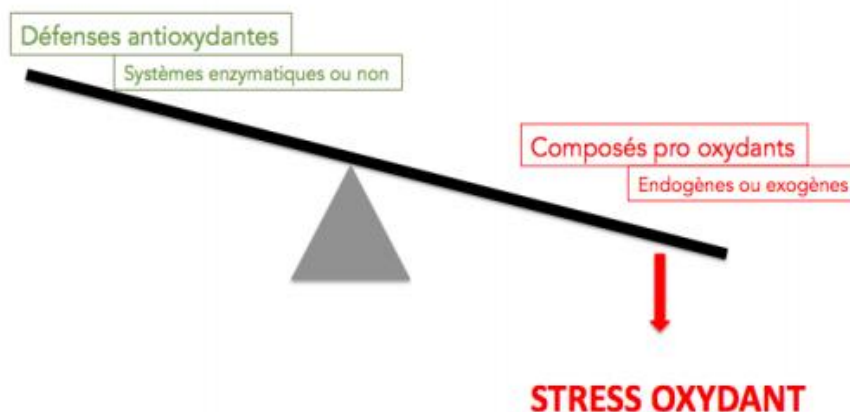 Défenses antioxydantes
Systèmes enzymatiques ou non
Composés pro oxydants
Endogènes ou exogènes
STRESS OXYDANT